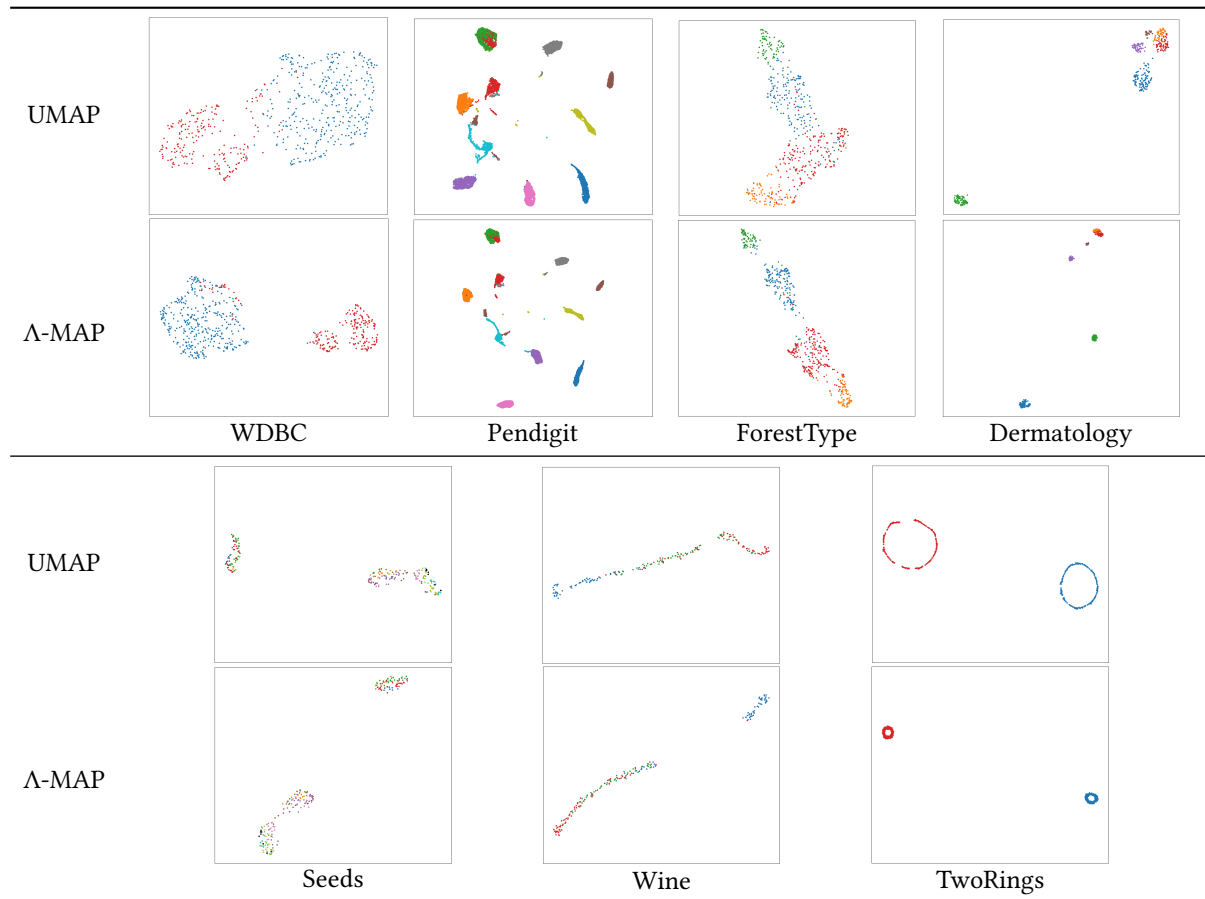 UMAP
Λ-MAP
WDBC Pendigit ForestType Dermatology
UMAP
Λ-MAP
Seeds Wine TwoRings